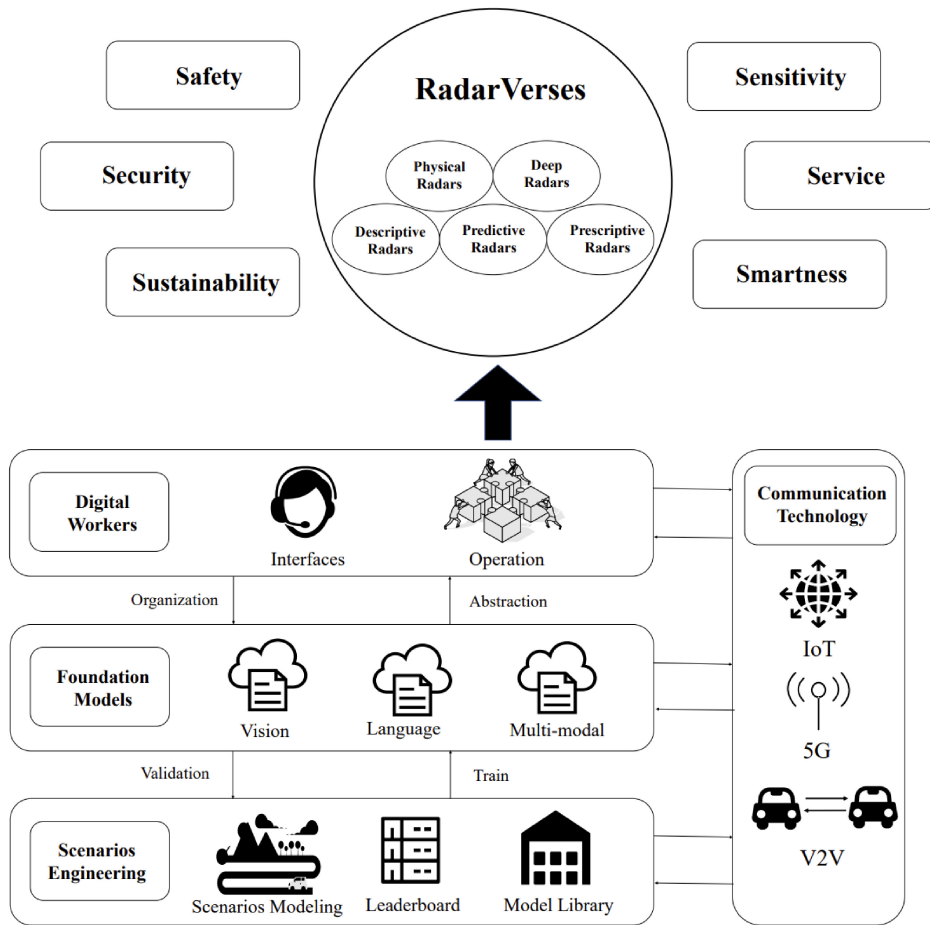 Safety
Security
Sustainability
RadarVerses
Physical
Radars
Deep
Radars
Descriptive
Radars
Predictive
Radars
Prescriptive
Radars
Sensitivity
Service
Smartness
Digital
Workers
Interfaces
Operation
Organization
Abstraction
Foundation
Models
Vision
Language
Multi-modal
Validation
Train
Scenarios
Engineering
Scenarios Modeling
Leaderboard
Model Library
Communication
Technology
IoT
5G
V2V